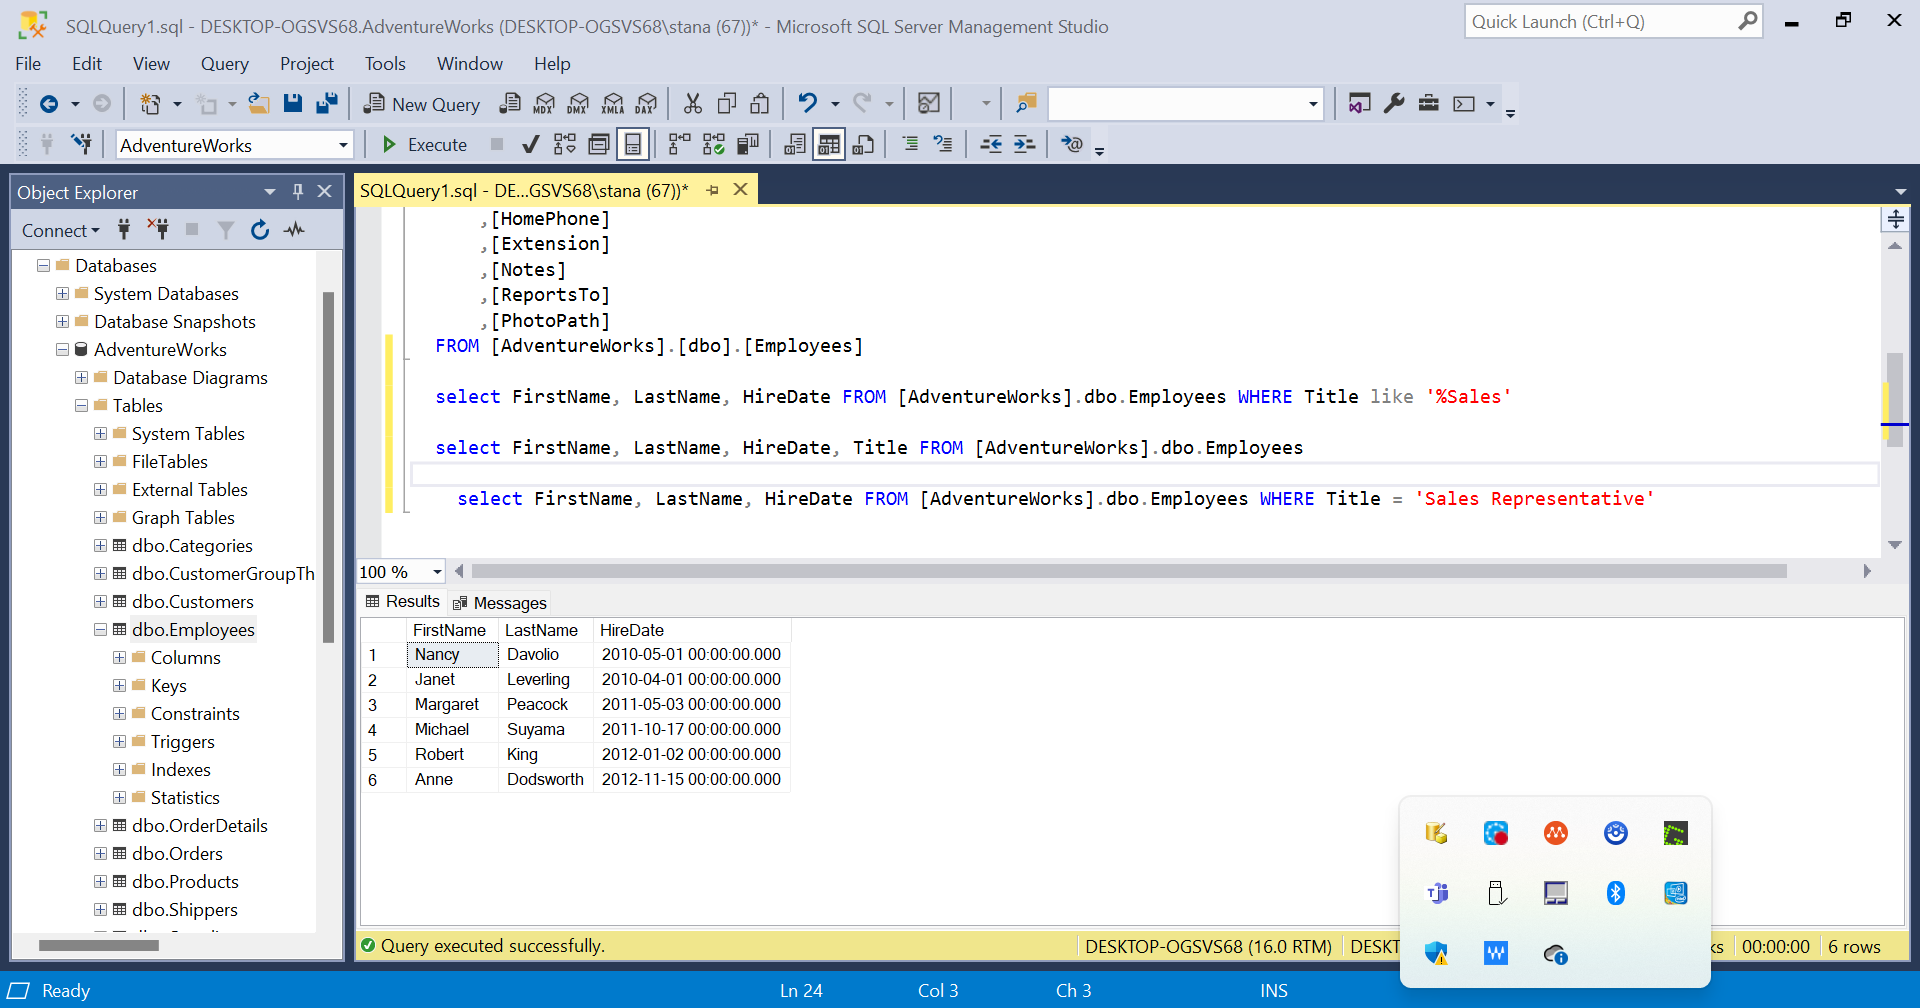 SQLQuery1.sql - DESKTOP-OGSVS68.AdventureWorks (DESKTOP-OGSVS68\stana (67))* - Microsoft SQL Server Management Studio
Quick Launch (Ctrl+Q)
File Edit View Query Project Tools Window Help
New Query MDX DMX XMLA DAX
AdventureWorks
Execute
Object Explorer
Connect
Databases
System Databases
Database Snapshots
AdventureWorks
Database Diagrams
Tables
System Tables
FileTables
External Tables
Graph Tables
dbo.Categories
dbo.CustomerGroupTh
dbo.Customers
dbo.Employees
Columns
Keys
Constraints
Triggers
Indexes
Statistics
dbo.OrderDetails
dbo.Orders
dbo.Products
dbo.Shippers
SQLQuery1.sql - DE...GSVS68\stana (67))*
,[HomePhone]
,[Extension]
,[Notes]
,[ReportsTo]
,[PhotoPath]
FROM [AdventureWorks].[dbo].[Employees]
select FirstName, LastName, HireDate FROM [AdventureWorks].dbo.Employees WHERE Title like '%Sales'
select FirstName, LastName, HireDate, Title FROM [AdventureWorks].dbo.Employees
select FirstName, LastName, HireDate FROM [AdventureWorks].dbo.Employees WHERE Title = 'Sales Representative'
100 %
Results Messages
FirstName LastName HireDate
1 Nancy Davolio 2010-05-01 00:00:00.000
2 Janet Leverling 2010-04-01 00:00:00.000
3 Margaret Peacock 2011-05-03 00:00:00.000
4 Michael Suyama 2011-10-17 00:00:00.000
5 Robert King 2012-01-02 00:00:00.000
6 Anne Dodsworth 2012-11-15 00:00:00.000
Query executed successfully.
DESKTOP-OGSVS68 (16.0 RTM) DESKT ks 00:00:00 6 rows
Ready Ln 24 Col 3 Ch 3 INS